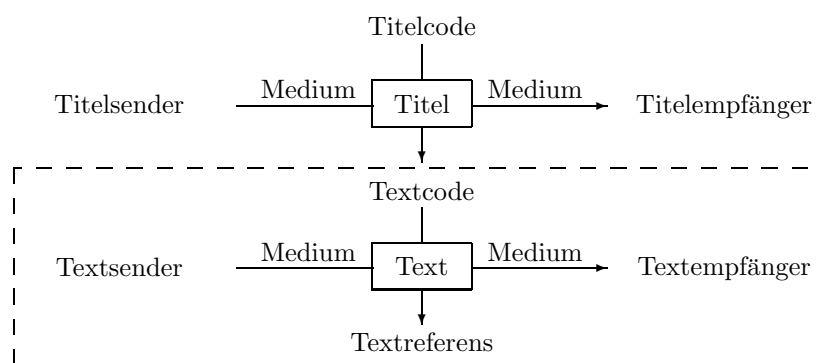 Titelcode
Medium Medium
Titelsender Titel Titelempfänger
Textcode
Medium Medium
Textsender Text Textempfänger
Textreferens